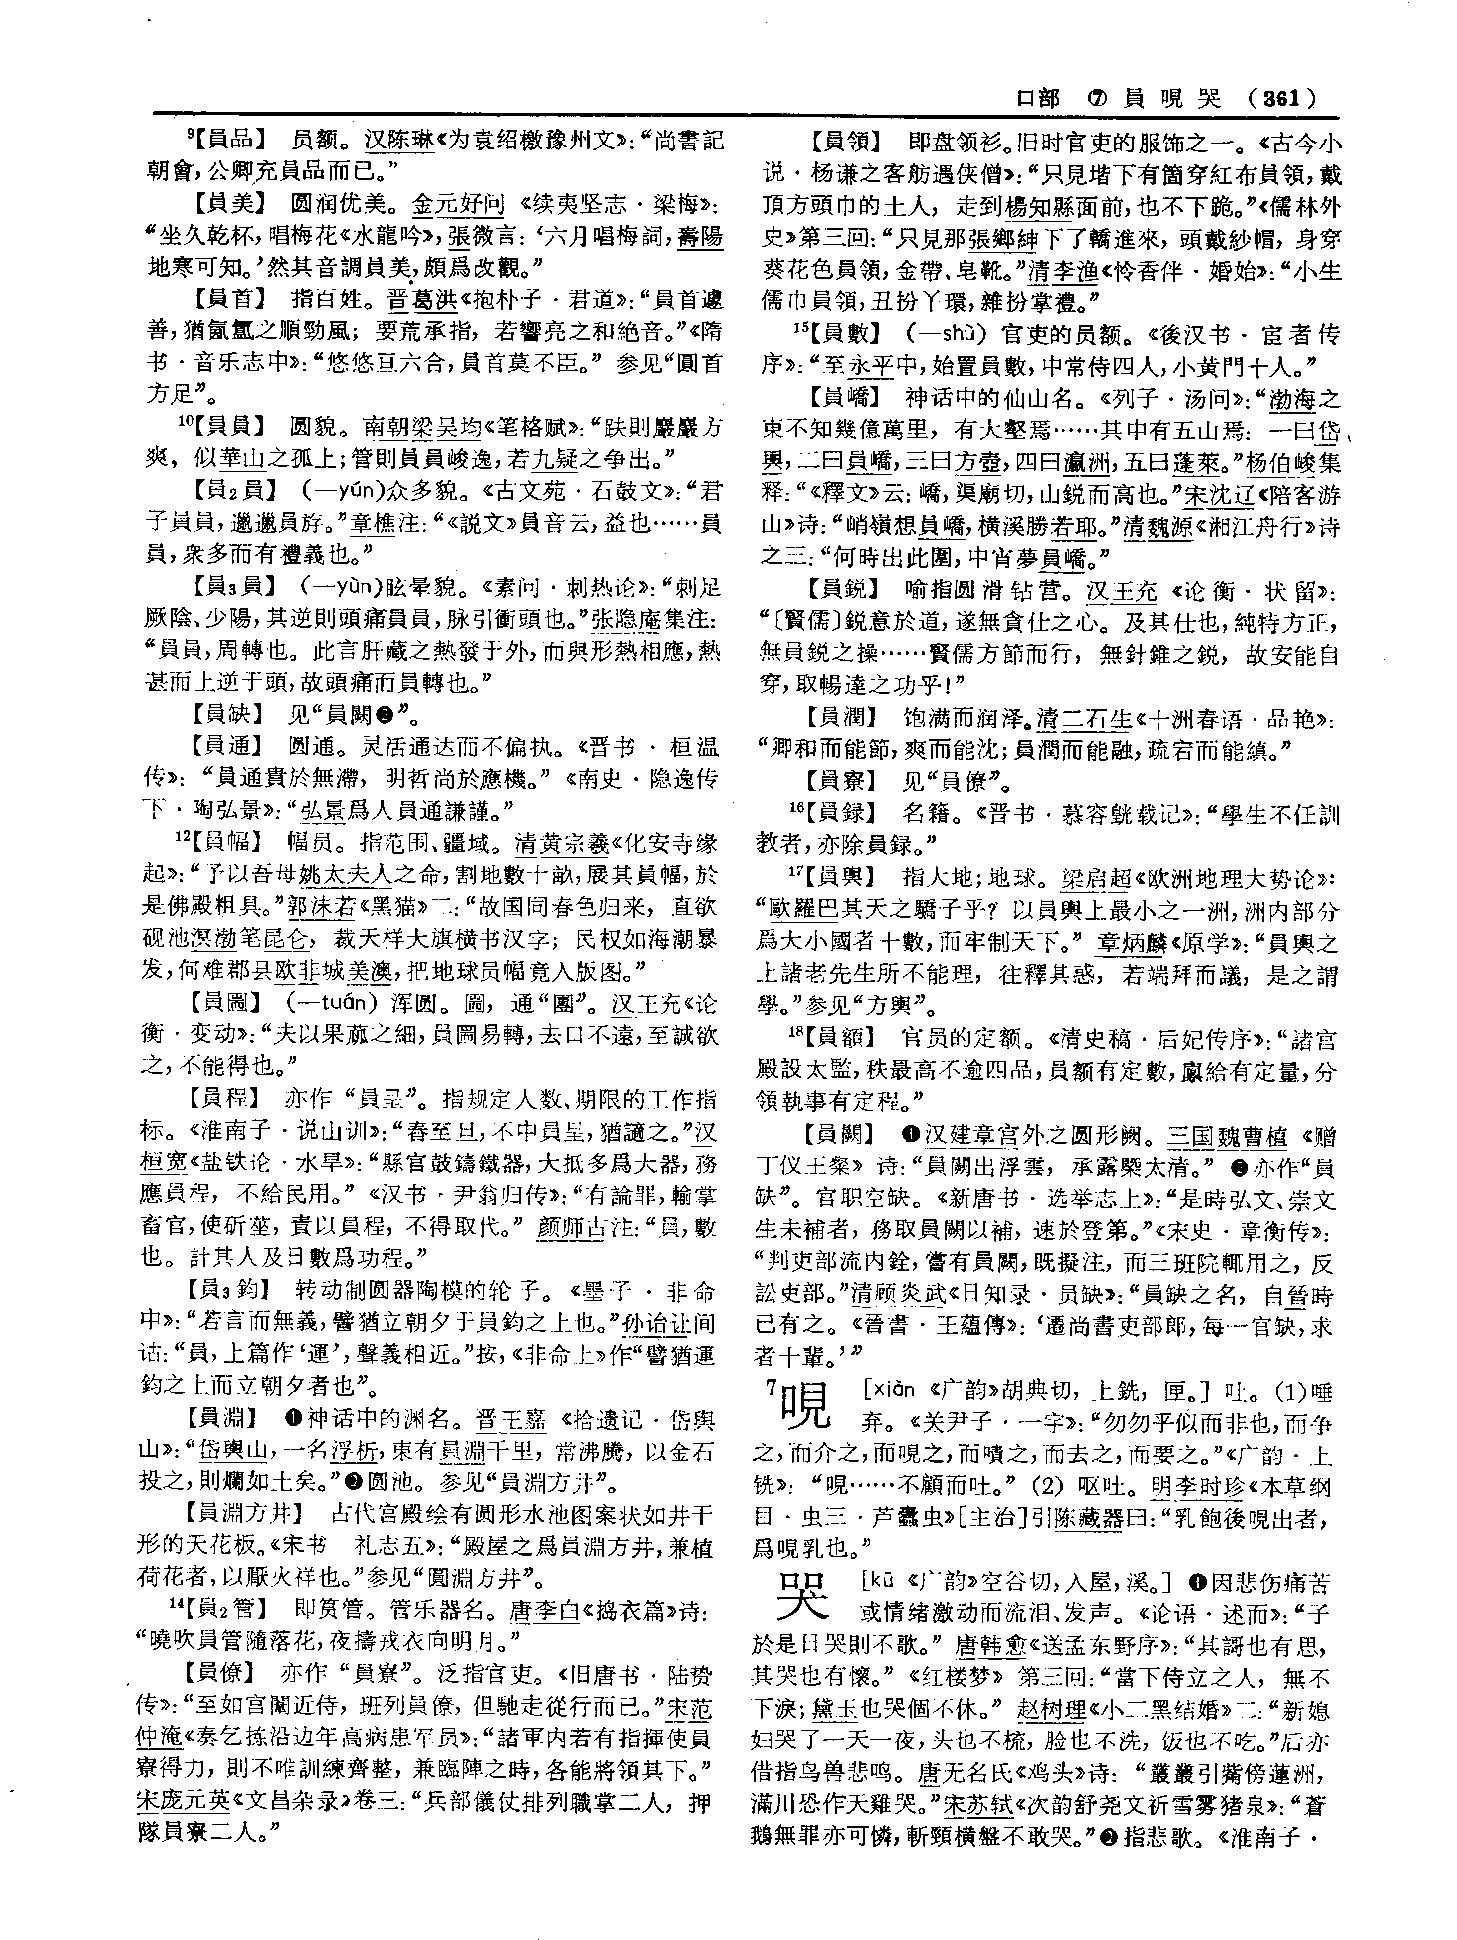 口部 ⑦ 員 哯 哭 (361)
⁹【員品】 员额。汉陈琳《为袁绍檄豫州文》：“尚書記
朝會，公卿充員品而已。”
【員美】 圆润优美。金元好问《续夷坚志·梁梅》：
“坐久乾杯，唱梅花《水龍吟》，張微言：‘六月唱梅詞，壽陽
地寒可知。’然其音調員美，頗爲改觀。”
【員首】 指百姓。晋葛洪《抱朴子·君道》：“員首遽
善，猶氤氲之順勁風；要荒承指，若響亮之和絶音。”《隋
书·音乐志中》：“悠悠亘六合，員首莫不臣。” 参见“圓首
方足”。
¹⁰【員員】 圆貌。南朝梁吴均《笔格赋》：“趺則巖巖方
爽，似華山之孤上；管則員員峻逸，若九疑之争出。”
【員₂員】 (—yún)众多貌。《古文苑·石鼓文》：“君
子員員，邋邋員斿。”章樵注：“《説文》員音云，益也……員
員，衆多而有禮義也。”
【員₃員】 (—yùn)眩晕貌。《素问·刺热论》：“刺足
厥陰、少陽，其逆則頭痛員員，脉引衝頭也。”张隐庵集注：
“員員，周轉也。此言肝藏之熱發于外，而與形熱相應，熱
甚而上逆于頭，故頭痛而員轉也。”
【員缺】 见“員闕❷”。
【員通】 圆通。灵活通达而不偏执。《晋书·桓温
传》：“員通貴於無滯，明哲尚於應機。”《南史·隐逸传
下·陶弘景》：“弘景爲人員通謙謹。”
¹²【員幅】 幅员。指范围、疆域。清黄宗羲《化安寺缘
起》：“予以吾母姚太夫人之命，割地數十畝，展其員幅，於
是佛殿粗具。”郭沫若《黑猫》二：“故国同春色归来，直欲
砚池溟渤笔昆仑，裁天样大旗横书汉字；民权如海潮暴
发，何难郡县欧非城美澳，把地球员幅竟入版图。”
【員圌】 (—tuán) 浑圆。圌，通“團”。汉王充《论
衡·变动》：“夫以果蓏之細，員圌易轉，去口不遠，至誠欲
之，不能得也。”
【員程】 亦作“員呈”。指规定人数、期限的工作指
标。《淮南子·说山训》：“舂至旦，不中員呈，猶讁之。”汉
桓宽《盐铁论·水旱》：“縣官鼓鑄鐵器，大抵多爲大器，務
應員程，不給民用。”《汉书·尹翁归传》：“有論罪，輸掌
畜官，使斫莝，責以員程，不得取代。” 颜师古注：“員，數
也。計其人及日數爲功程。”
【員₃鈞】 转动制圆器陶模的轮子。《墨子·非命
中》：“若言而無義，譬猶立朝夕于員鈞之上也。”孙诒让间
诂：“員，上篇作‘運’，聲義相近。”按，《非命上》作“譬猶運
鈞之上而立朝夕者也”。
【員淵】 ❶神话中的渊名。晋王嘉《拾遗记·岱舆
山》：“岱輿山，一名浮析，東有員淵千里，常沸騰，以金石
投之，則爛如土矣。”❷圆池。参见“員淵方井”。
【員淵方井】 古代宫殿绘有圆形水池图案状如井干
形的天花板。《宋书 礼志五》：“殿屋之爲員淵方井，兼植
荷花者，以厭火祥也。”参见“圓淵方井”。
¹⁴【員₂管】 即筼管。管乐器名。唐李白《捣衣篇》诗：
“曉吹員管隨落花，夜擣戎衣向明月。”
【員僚】 亦作“員寮”。泛指官吏。《旧唐书·陆贽
传》：“至如宫闈近侍，班列員僚，但馳走從行而已。”宋范
仲淹《奏乞拣沿边年高病患军员》：“諸軍内若有指揮使員
寮得力，則不唯訓練齊整，兼臨陣之時，各能將領其下。”
宋庞元英《文昌杂录》卷三：“兵部儀仗排列職掌二人，押
隊員寮二人。”
【員領】 即盘领衫。旧时官吏的服饰之一。《古今小
说·杨谦之客舫遇侠僧》：“只見堦下有箇穿紅布員領，戴
頂方頭巾的土人，走到楊知縣面前，也不下跪。”《儒林外
史》第三回：“只見那張鄉紳下了轎進來，頭戴紗帽，身穿
葵花色員領，金帶、皂靴。”清李渔《怜香伴·婚始》：“小生
儒巾員領，丑扮丫環，雜扮掌禮。”
¹⁵【員數】 (—shù) 官吏的员额。《後汉书·宦者传
序》：“至永平中，始置員數，中常侍四人，小黄門十人。”
【員嶠】 神话中的仙山名。《列子·汤问》：“渤海之
東不知幾億萬里，有大壑焉……其中有五山焉：一曰岱
輿，二曰員嶠，三曰方壺，四曰瀛洲，五曰蓬萊。”杨伯峻集
释：“《釋文》云：嶠，渠廟切，山鋭而高也。”宋沈辽《陪客游
山》诗：“峭嶺想員嶠，橫溪勝若耶。”清魏源《湘江舟行》诗
之三：“何時出此圍，中宵夢員嶠。”
【員鋭】 喻指圆滑钻营。汉王充《论衡·状留》：
“〔賢儒〕鋭意於道，遂無貪仕之心。及其仕也，純特方正，
無員鋭之操……賢儒方節而行，無針錐之鋭，故安能自
穿，取暢達之功乎！”
【員潤】 饱满而润泽。清二石生《十洲春语·品艳》：
“卿和而能節，爽而能沈；員潤而能融，疏宕而能縝。”
【員寮】 见“員僚”。
¹⁶【員録】 名籍。《晋书·慕容皝载记》：“學生不任訓
教者，亦除員録。”
¹⁷【員輿】 指大地；地球。梁启超《欧洲地理大势论》：
“歐羅巴其天之驕子乎？以員輿上最小之一洲，洲内部分
爲大小國者十數，而牢制天下。” 章炳麟《原学》：“員輿之
上諸老先生所不能理，往釋其惑，若端拜而議，是之謂
學。”参见“方輿”。
¹⁸【員額】 官员的定额。《清史稿·后妃传序》：“諸宫
殿設太監，秩最高不逾四品，員額有定數，廩給有定量，分
領執事有定程。”
【員闕】 ❶汉建章宫外之圆形阙。三国魏曹植《赠
丁仪王粲》诗：“員闕出浮雲，承露槩太清。” ❷亦作“員
缺”。官职空缺。《新唐书·选举志上》：“是時弘文、崇文
生未補者，務取員闕以補，速於登第。”《宋史·章衡传》：
“判吏部流内銓，嘗有員闕，既擬注，而三班院輒用之，反
訟吏部。”清顾炎武《日知录·员缺》：“員缺之名，自晉時
已有之。《晉書·王蘊傳》：‘遷尚書吏部郎，每一官缺，求
者十輩。’”
⁷哯 [xiàn 《广韵》胡典切，上銑，匣。] 吐。(1)唾
弃。《关尹子·一宇》：“勿勿乎似而非也，而争
之，而介之，而哯之，而嘖之，而去之，而要之。”《广韵·上
铣》：“哯……不顧而吐。” (2) 呕吐。明李时珍《本草纲
目·虫三·芦蠹虫》[主治]引陈藏器曰：“乳飽後哯出者，
爲哯乳也。”
哭 [kū 《广韵》空谷切，入屋，溪。] ❶因悲伤痛苦
或情绪激动而流泪、发声。《论语·述而》：“子
於是日哭則不歌。” 唐韩愈《送孟东野序》：“其謌也有思，
其哭也有懷。”《红楼梦》第三回：“當下侍立之人，無不
下淚；黛玉也哭個不休。” 赵树理《小二黑结婚》二：“新媳
妇哭了一天一夜，头也不梳，脸也不洗，饭也不吃。”后亦
借指鸟兽悲鸣。唐无名氏《鸡头》诗：“叢叢引觜傍蓮洲，
滿川恐作天雞哭。”宋苏轼《次韵舒尧文祈雪雾猪泉》：“蒼
鵝無罪亦可憐，斬頸橫盤不敢哭。”❷指悲歌。《淮南子·